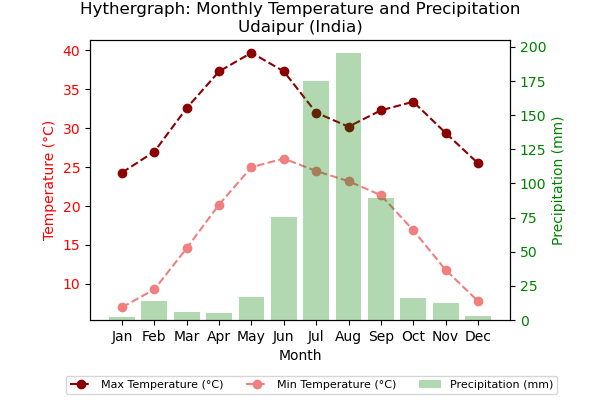 Hythergraph: Monthly Temperature and Precipitation
Udaipur (India)
Temperature (°C)
40
35
30
25
20
15
10
Precipitation (mm)
200
175
150
125
100
75
50
25
0
Jan Feb Mar Apr May Jun Jul Aug Sep Oct Nov Dec
Month
Max Temperature (°C) Min Temperature (°C) Precipitation (mm)